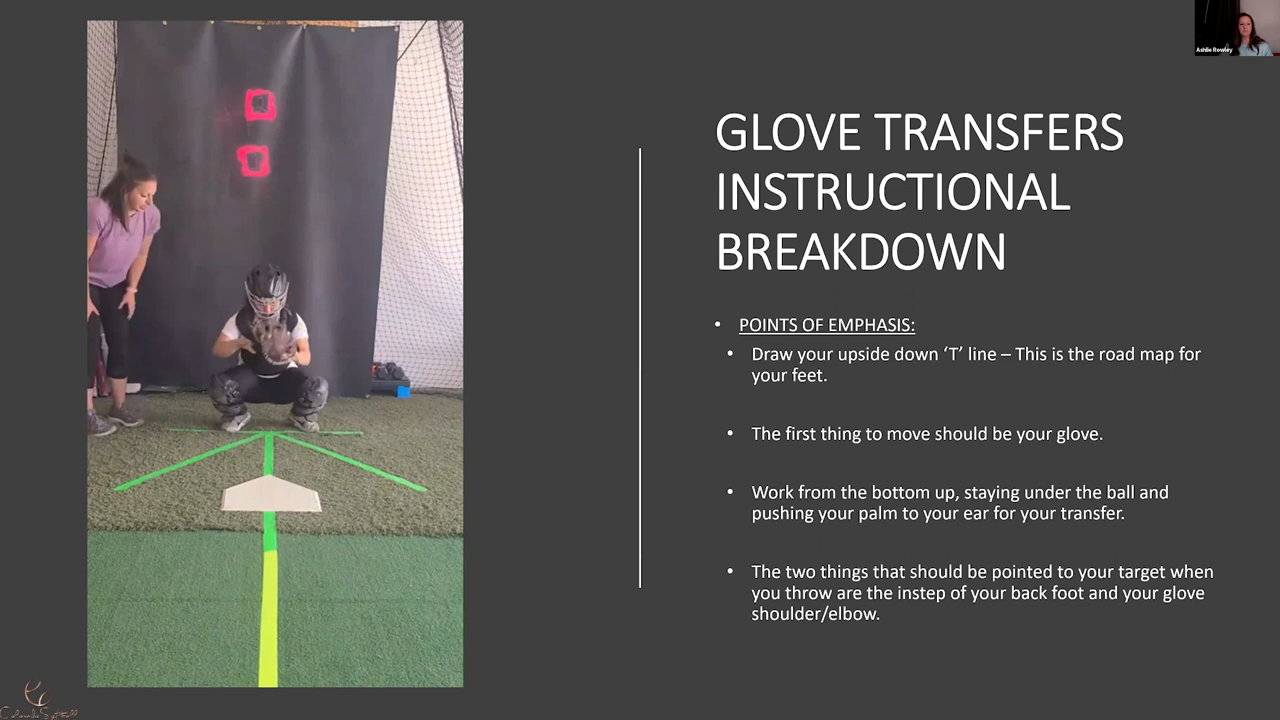 Ashlie Rowley
GLOVE TRANSFERS
INSTRUCTIONAL
BREAKDOWN
• POINTS OF EMPHASIS:
• Draw your upside down ‘T’ line – This is the road map for
your feet.
• The first thing to move should be your glove.
• Work from the bottom up, staying under the ball and
pushing your palm to your ear for your transfer.
• The two things that should be pointed to your target when
you throw are the instep of your back foot and your glove
shoulder/elbow.